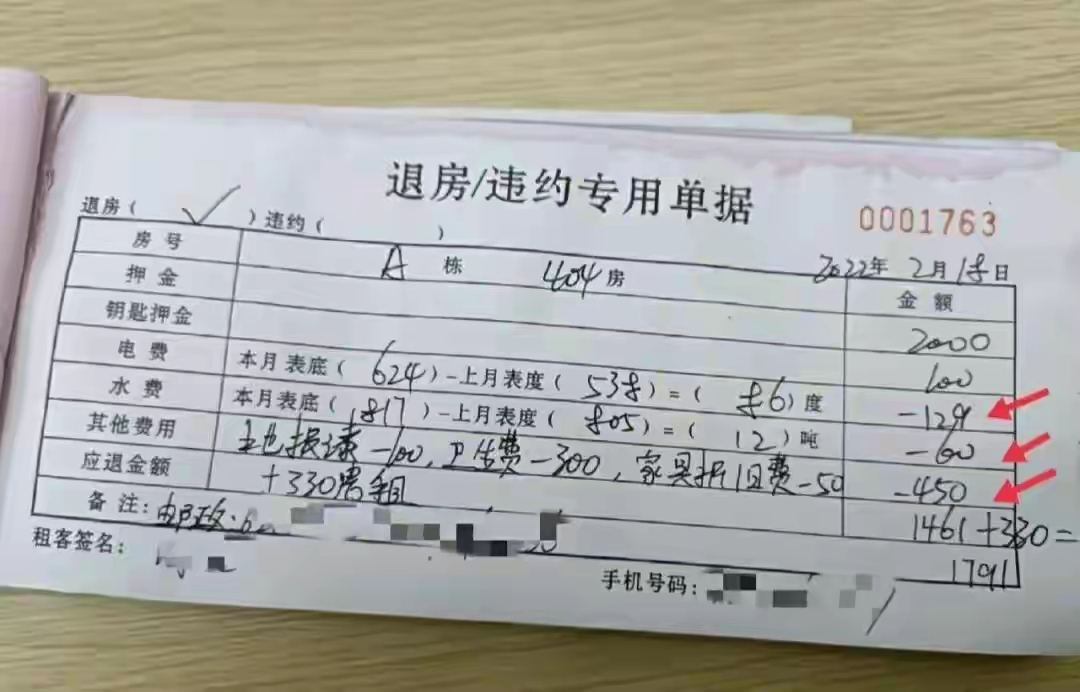 退房/违约专用单据
0001763
退房( √ )违约( )
2022年2月18日
房号 A栋 404房 金额
押金 2000
钥匙押金 100
电费 本月表底(624)-上月表度(538)=(86)度 -129
水费 本月表底(817)-上月表度(805)=(12)吨 -60
其他费用 损 -100,卫生费-300,家具折旧费-50 -450
应退金额 +330房租 1461+330=
1791
备注: 邮政:
租客签名:
手机号码: